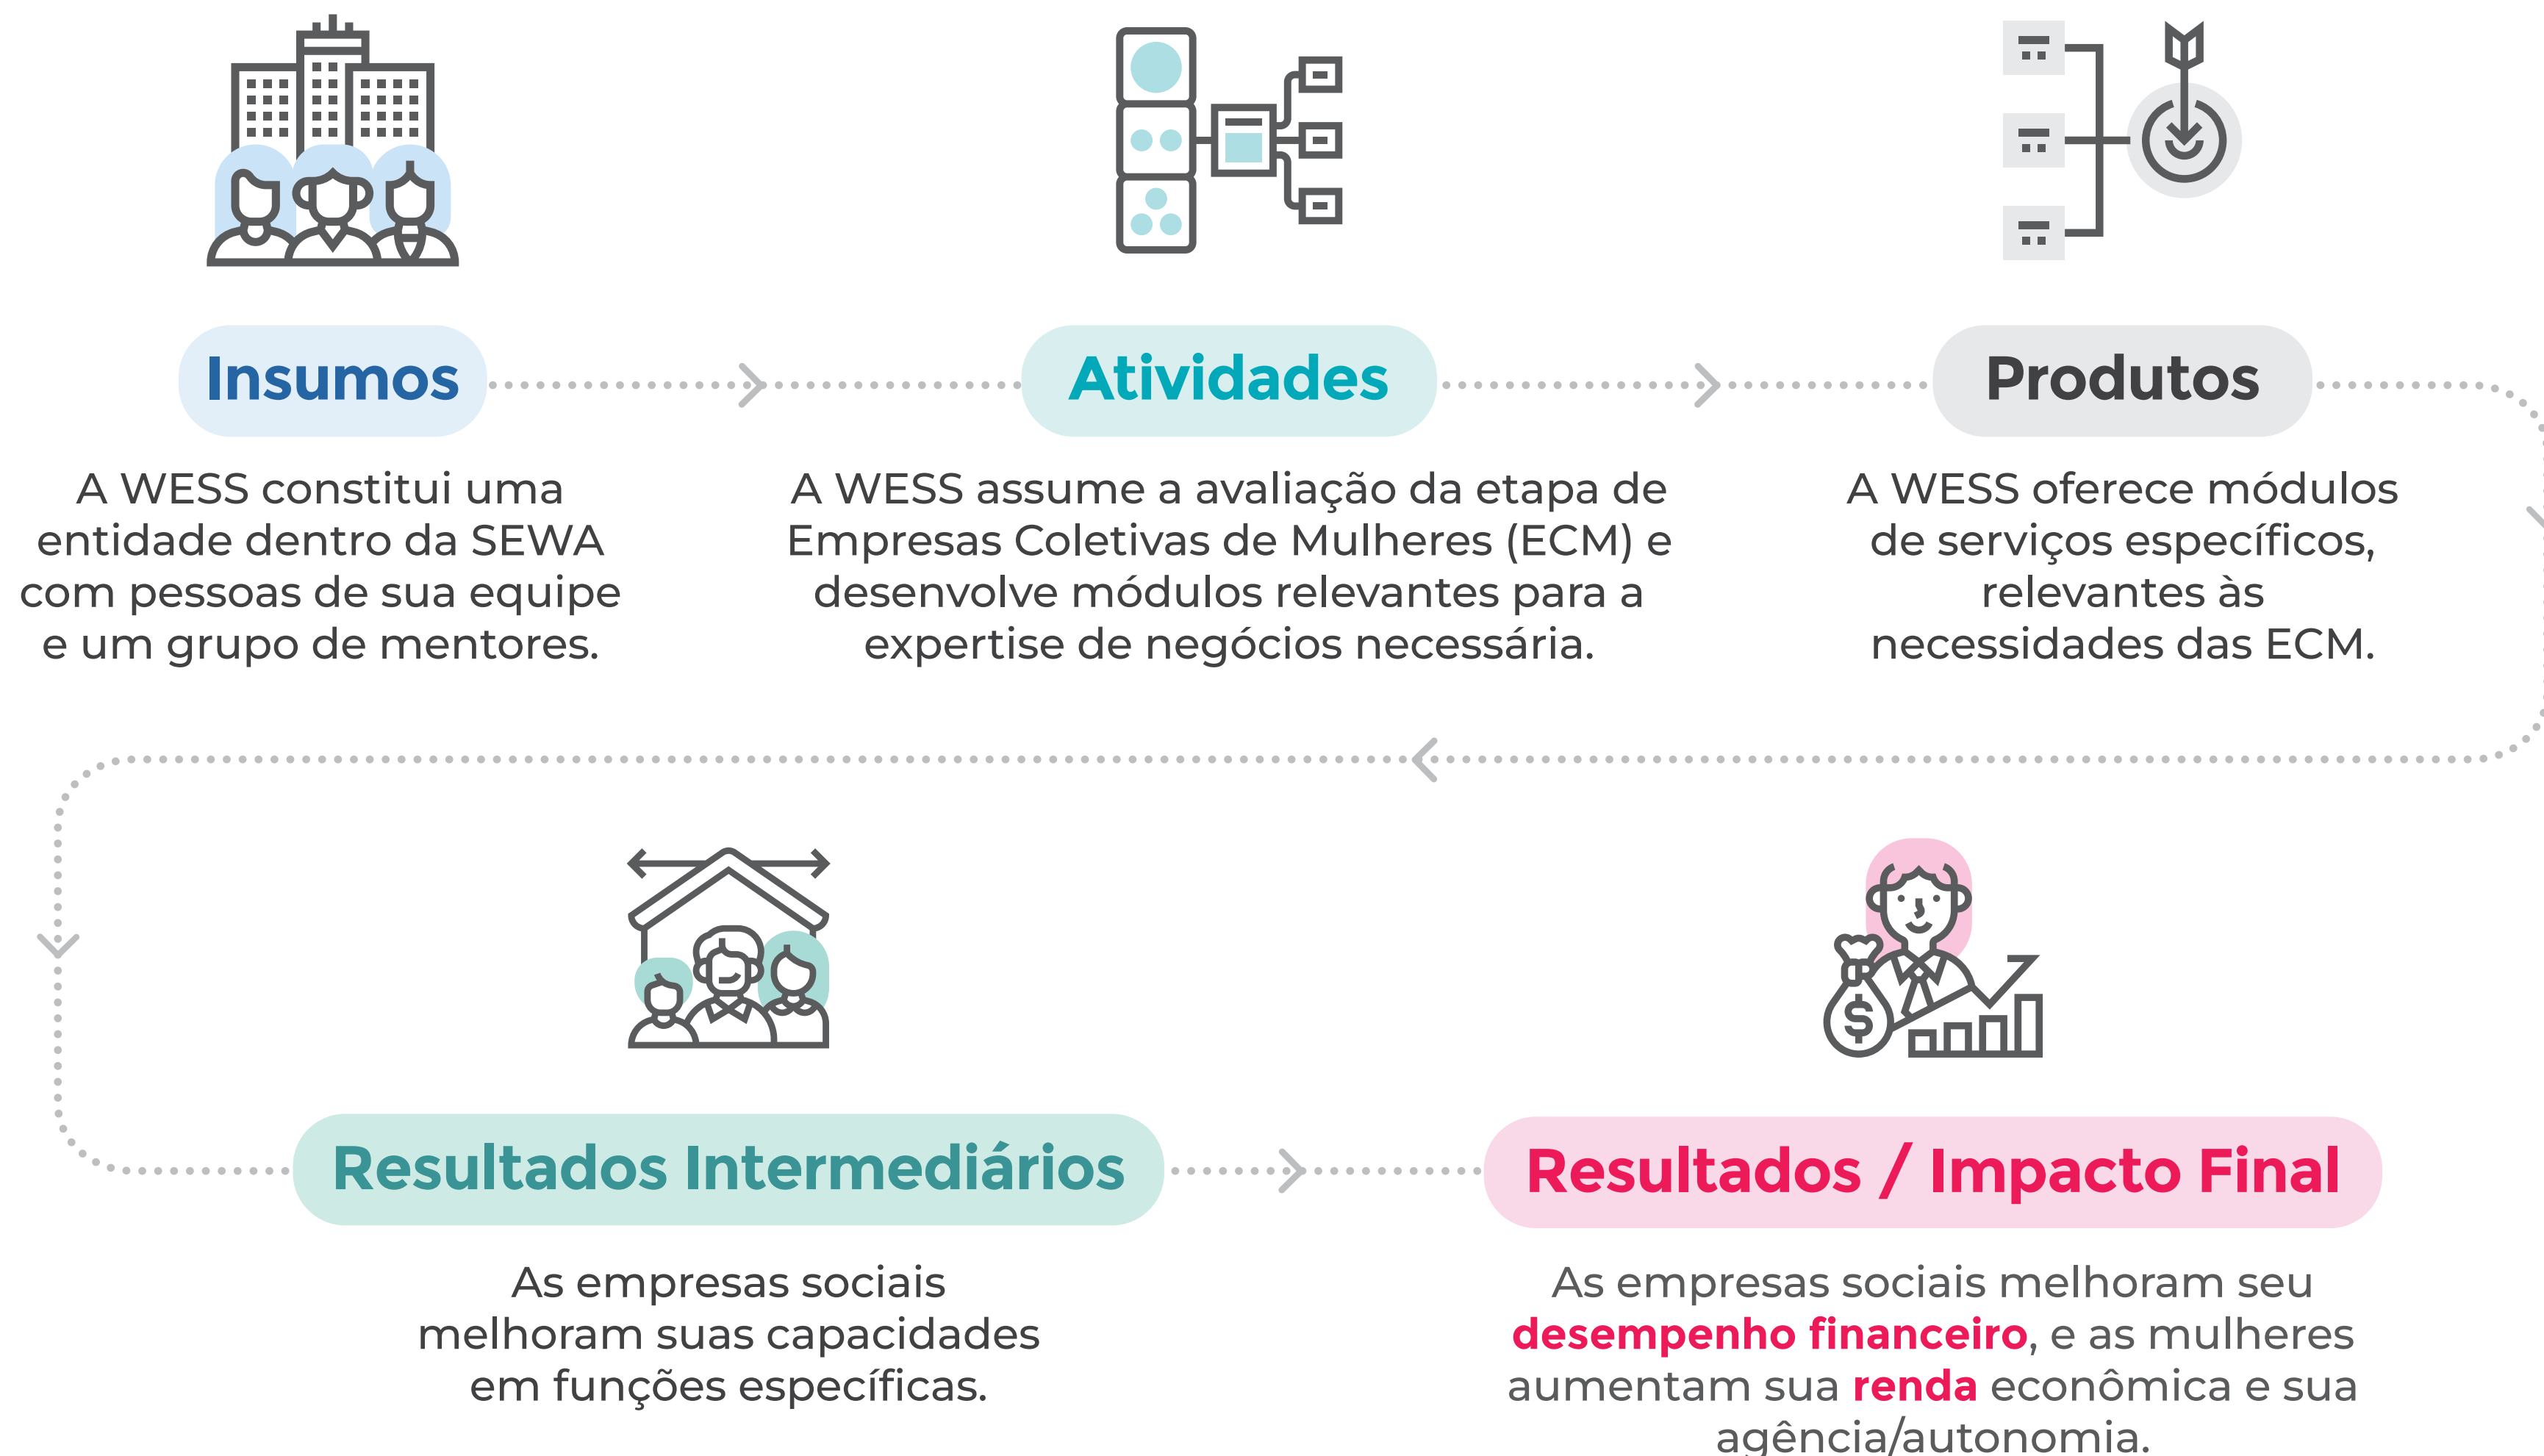 Insumos
A WESS constitui uma
entidade dentro da SEWA
com pessoas de sua equipe
e um grupo de mentores.
Atividades
A WESS assume a avaliação da etapa de
Empresas Coletivas de Mulheres (ECM) e
desenvolve módulos relevantes para a
expertise de negócios necessária.
Produtos
A WESS oferece módulos
de serviços específicos,
relevantes às
necessidades das ECM.
Resultados Intermediários
As empresas sociais
melhoram suas capacidades
em funções específicas.
Resultados / Impacto Final
As empresas sociais melhoram seu
desempenho financeiro, e as mulheres
aumentam sua renda econômica e sua
agência/autonomia.
$